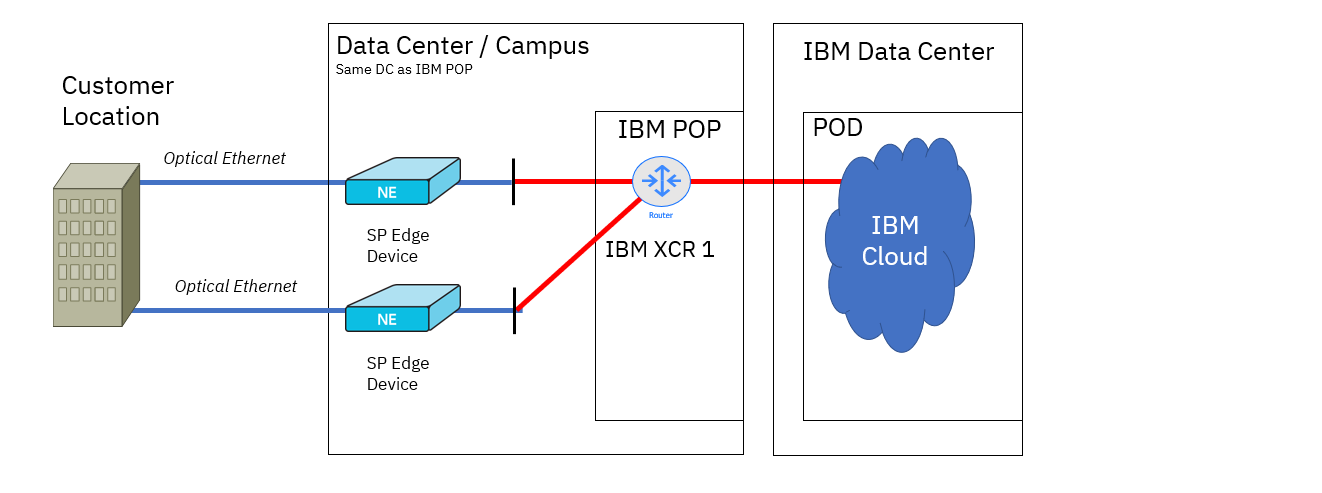 Customer
Location
Optical Ethernet
Optical Ethernet
Data Center / Campus
Same DC as IBM POP
NE
SP Edge
Device
NE
SP Edge
Device
IBM POP
Router
IBM XCR 1
IBM Data Center
POD
IBM
Cloud